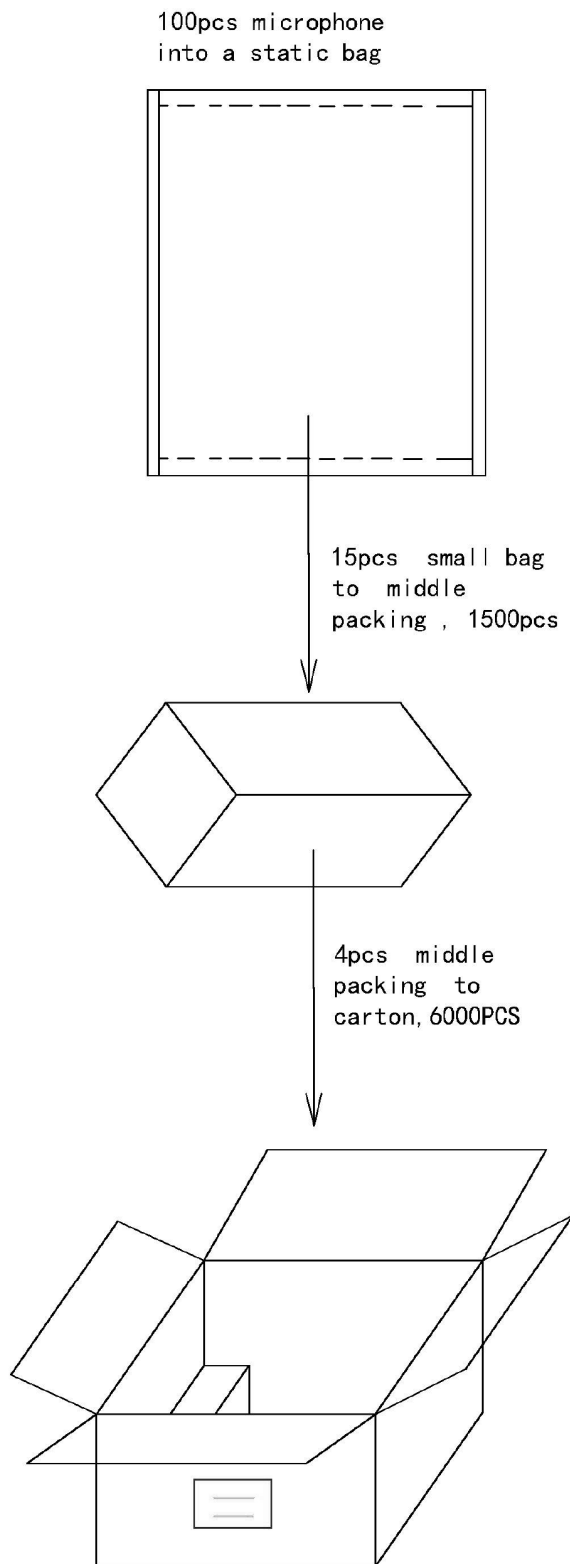 100pcs microphone
into a static bag
15pcs small bag
to middle
packing , 1500pcs
4pcs middle
packing to
carton, 6000PCS